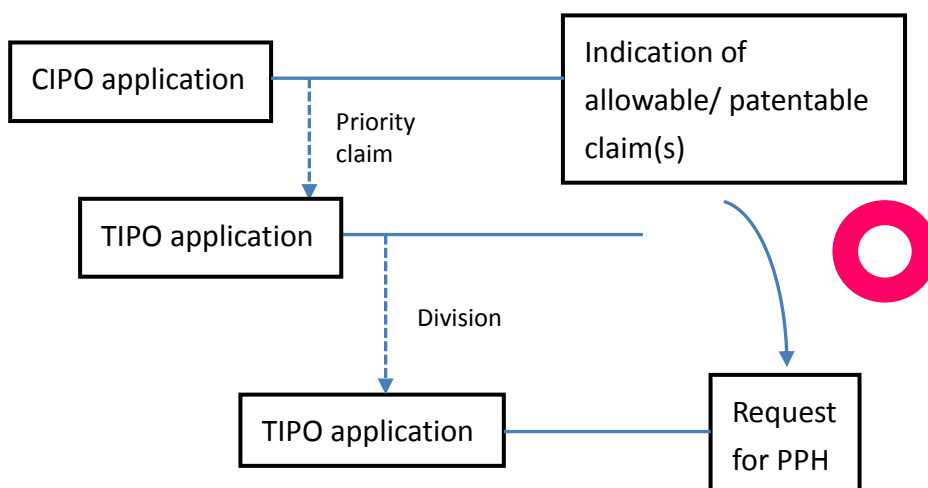 CIPO application
Indication of
allowable/ patentable
claim(s)
Priority
claim
TIPO application
Division
TIPO application
Request
for PPH